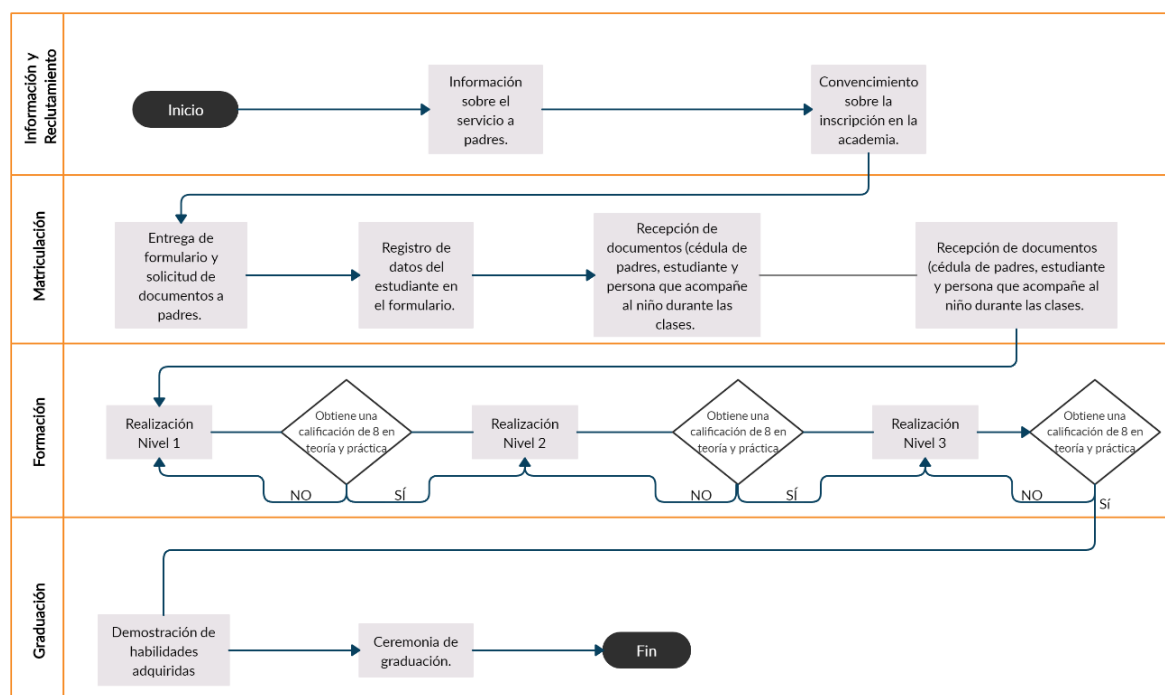 Información y
Reclutamiento
Inicio
Información
sobre el
servicio a
padres.
Convencimiento
sobre la
inscripción en la
academia.
Matriculación
Entrega de
formulario y
solicitud de
documentos a
padres.
Registro de
datos del
estudiante en
el formulario.
Recepción de
documentos (cédula de
padres, estudiante y
persona que acompañe
al niño durante las
clases.
Recepción de documentos
(cédula de padres, estudiante
y persona que acompañe al
niño durante las clases.
Formación
Realización
Nivel 1
Obtiene una
calificación de 8 en
teoría y práctica
NO
SÍ
Realización
Nivel 2
Obtiene una
calificación de 8 en
teoría y práctica
NO
SÍ
Realización
Nivel 3
Obtiene una
calificación de 8 en
teoría y práctica
NO
Sí
Graduación
Demostración de
habilidades
adquiridas
Ceremonia de
graduación.
Fin